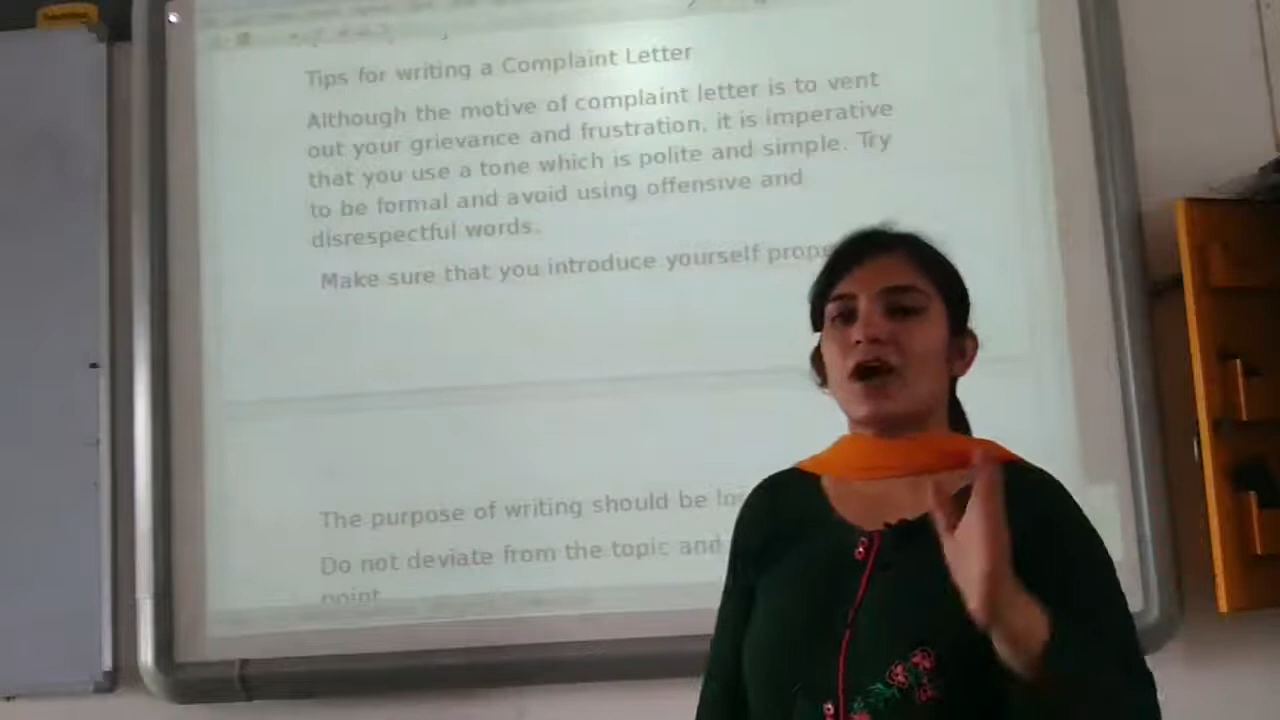 Tips for writing a Complaint Letter
Although the motive of complaint letter is to vent
out your grievance and frustration, it is imperative
that you use a tone which is polite and simple. Try
to be formal and avoid using offensive and
disrespectful words.
Make sure that you introduce yourself
The purpose of writing should be
Do not deviate from the topic and
point